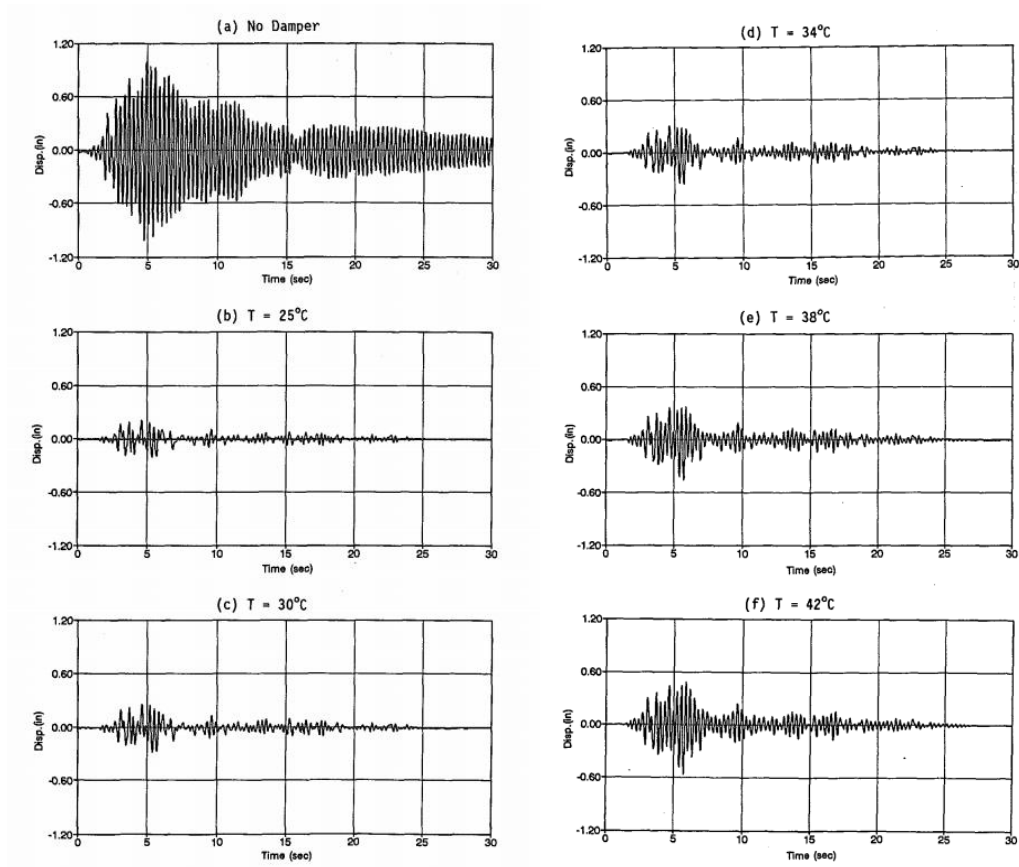 (a) No Damper
1.20
0.60
0.00
-0.60
-1.20
Disp.(in)
0 5 10 15 20 25 30
Time (sec)
(b) T = 25°C
1.20
0.60
0.00
-0.60
-1.20
Disp.(in)
0 5 10 15 20 25 30
Time (sec)
(c) T = 30°C
1.20
0.60
0.00
-0.60
-1.20
Disp.(in)
0 5 10 15 20 25 30
Time (sec)
(d) T = 34°C
1.20
0.60
0.00
-0.60
-1.20
Disp.(in)
0 5 10 15 20 25 30
Time (sec)
(e) T = 38°C
1.20
0.60
0.00
-0.60
-1.20
Disp.(in)
0 5 10 15 20 25 30
Time (sec)
(f) T = 42°C
1.20
0.60
0.00
-0.60
-1.20
Disp.(in)
0 5 10 15 20 25 30
Time (sec)